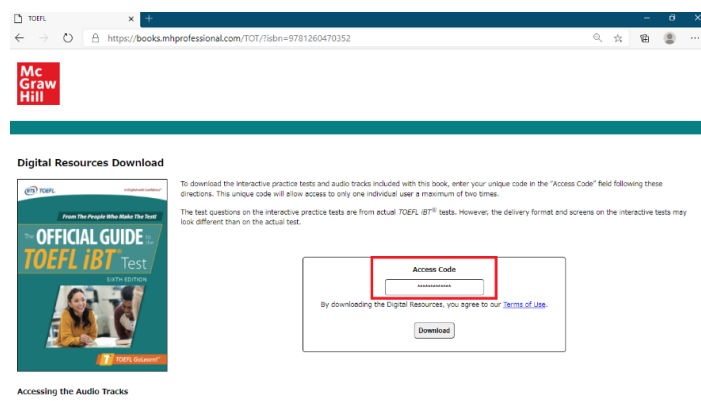 TOEFL
https://books.mhprofessional.com/TOT/?isbn=9781260470352
Mc
Graw
Hill
Digital Resources Download
To download the interactive practice tests and audio tracks included with this book, enter your unique code in the "Access Code" field following these
directions. This unique code will allow access to only one individual user a maximum of two times.
The test questions on the interactive practice tests are from actual TOEFL iBT® tests. However, the delivery format and screens on the interactive tests may
look different than on the actual test.
ETS TOEFL
From The People Who Make The Test!
The OFFICIAL GUIDE to the
TOEFL iBT® Test
SIXTH EDITION
TOEFL GoLearn!
Access Code
************
By downloading the Digital Resources, you agree to our Terms of Use.
Download
Accessing the Audio Tracks